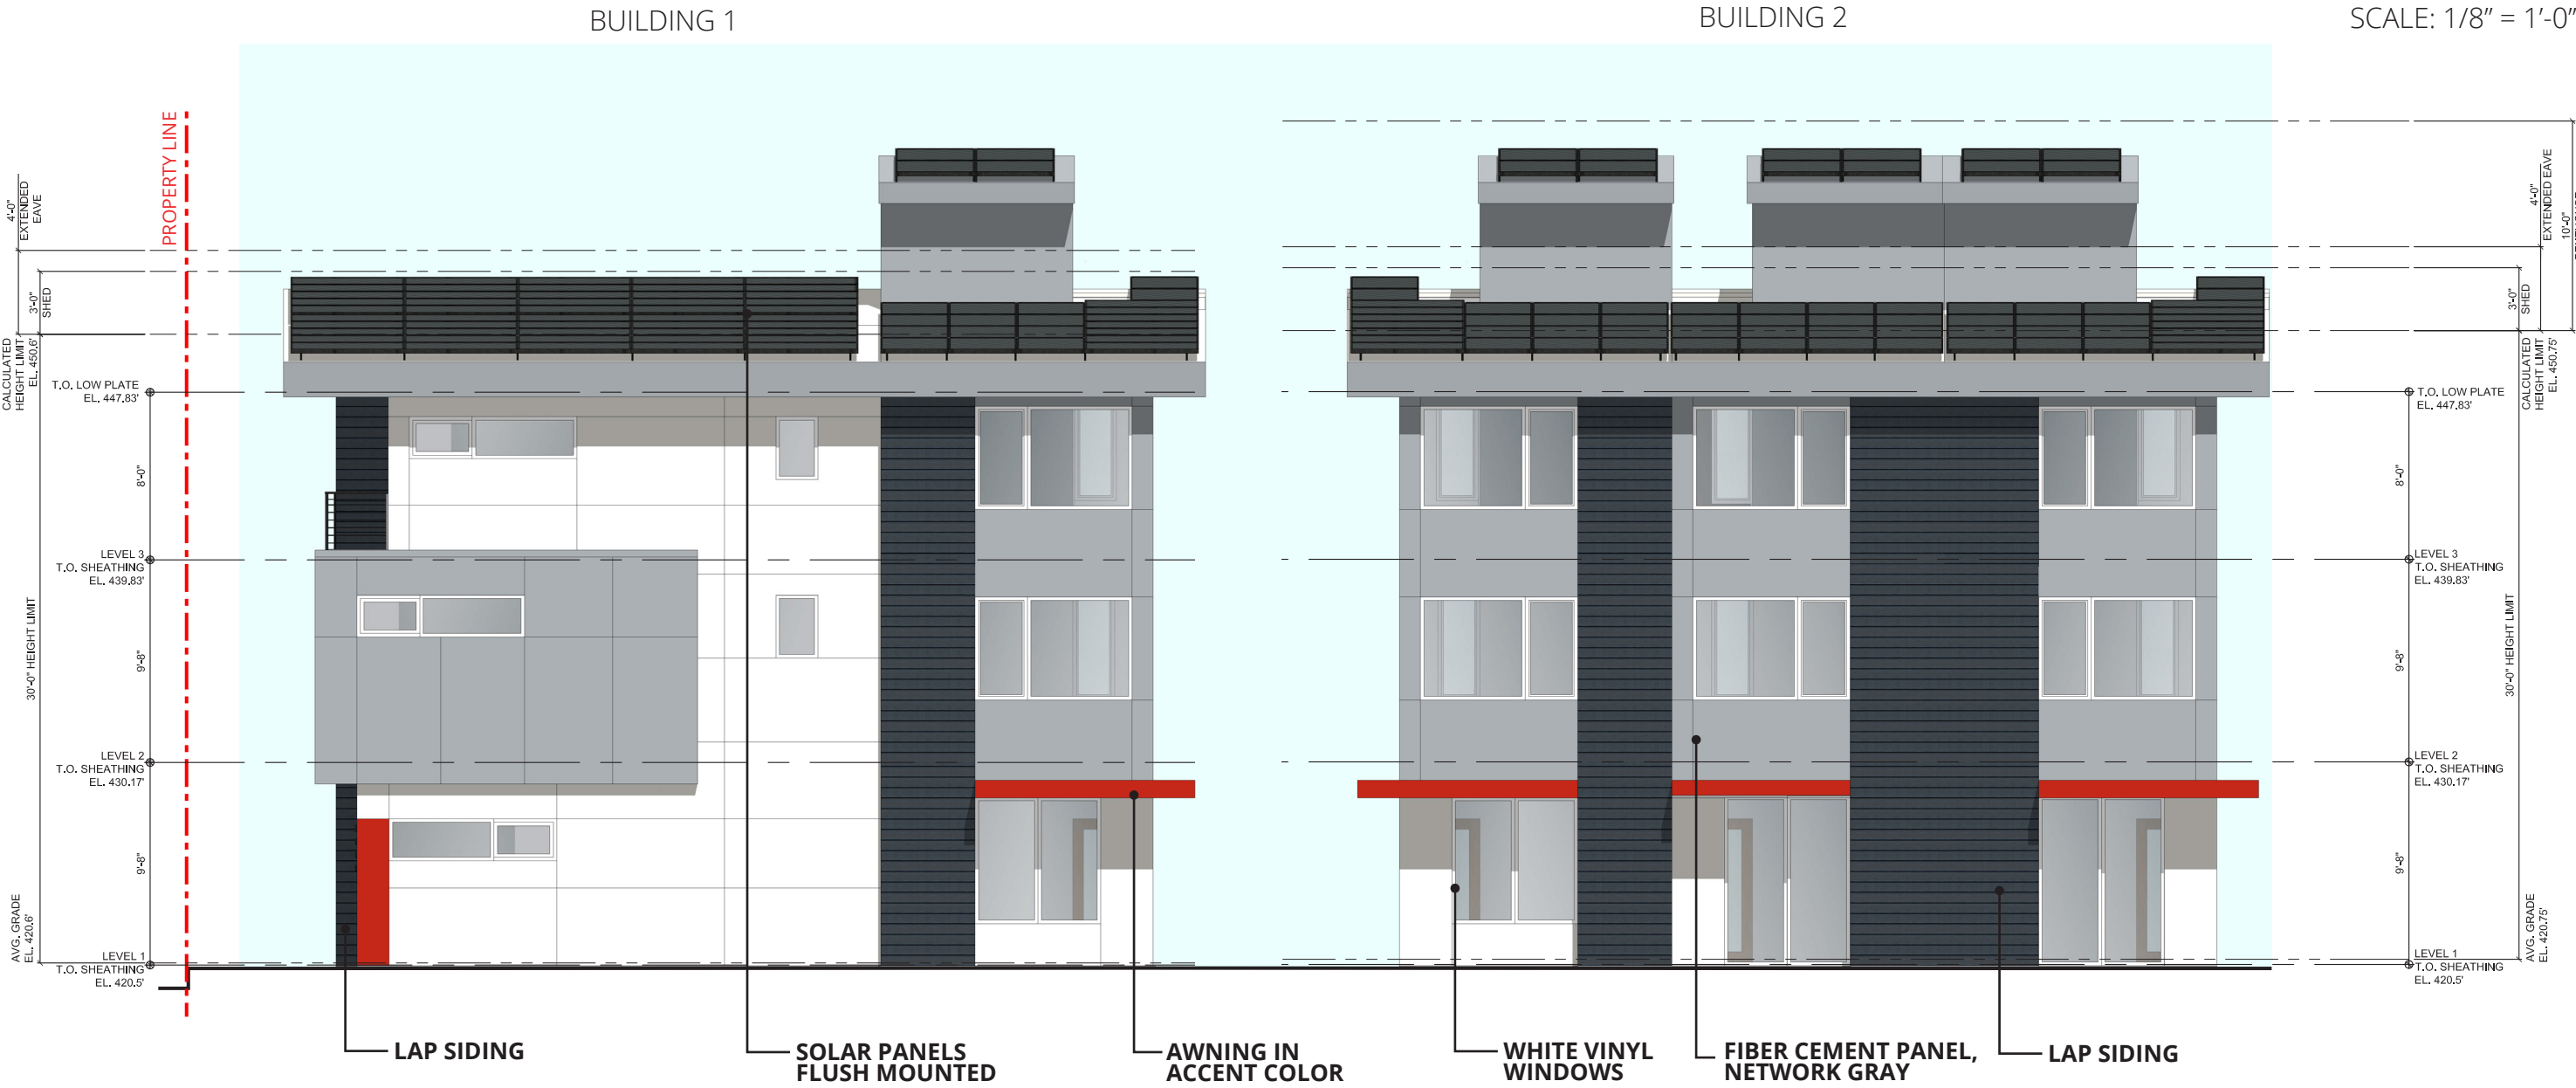 BUILDING 1
BUILDING 2
SCALE: 1/8” = 1’-0”
PROPERTY LINE
4'-0"
EXTENDED
EAVE
3'-0"
SHED
CALCULATED
HEIGHT LIMIT
EL. 450.6'
30'-0" HEIGHT LIMIT
AVG. GRADE
EL. 420.6'
T.O. LOW PLATE
EL. 447.83'
8'-0"
LEVEL 3
T.O. SHEATHING
EL. 439.83'
9'-8"
LEVEL 2
T.O. SHEATHING
EL. 430.17'
9'-8"
LEVEL 1
T.O. SHEATHING
EL. 420.5'
4'-0"
EXTENDED EAVE
10'-0"
3'-0"
SHED
CALCULATED
HEIGHT LIMIT
EL. 450.75'
30'-0" HEIGHT LIMIT
AVG. GRADE
EL. 420.75'
T.O. LOW PLATE
EL. 447.83'
8'-0"
LEVEL 3
T.O. SHEATHING
EL. 439.83'
9'-8"
LEVEL 2
T.O. SHEATHING
EL. 430.17'
9'-8"
LEVEL 1
T.O. SHEATHING
EL. 420.5'
LAP SIDING
SOLAR PANELS
FLUSH MOUNTED
AWNING IN
ACCENT COLOR
WHITE VINYL
WINDOWS
FIBER CEMENT PANEL,
NETWORK GRAY
LAP SIDING